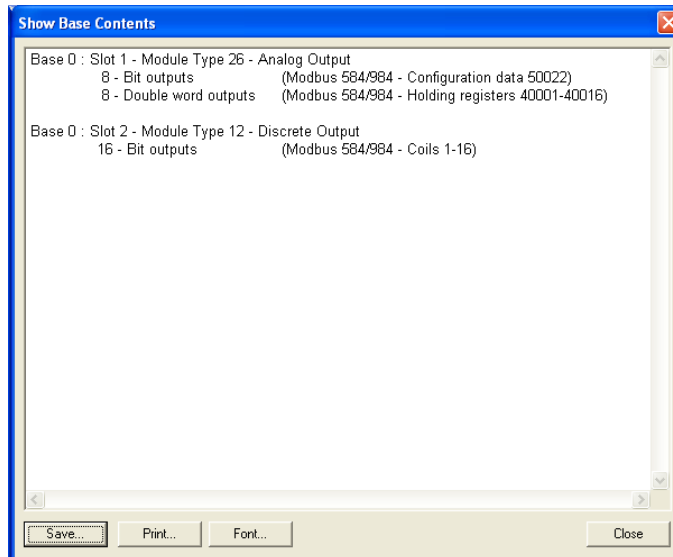 Show Base Contents
Base 0 : Slot 1 - Module Type 26 - Analog Output
8 - Bit outputs (Modbus 584/984 - Configuration data 50022)
8 - Double word outputs (Modbus 584/984 - Holding registers 40001-40016)
Base 0 : Slot 2 - Module Type 12 - Discrete Output
16 - Bit outputs (Modbus 584/984 - Coils 1-16)
Save... Print... Font... Close